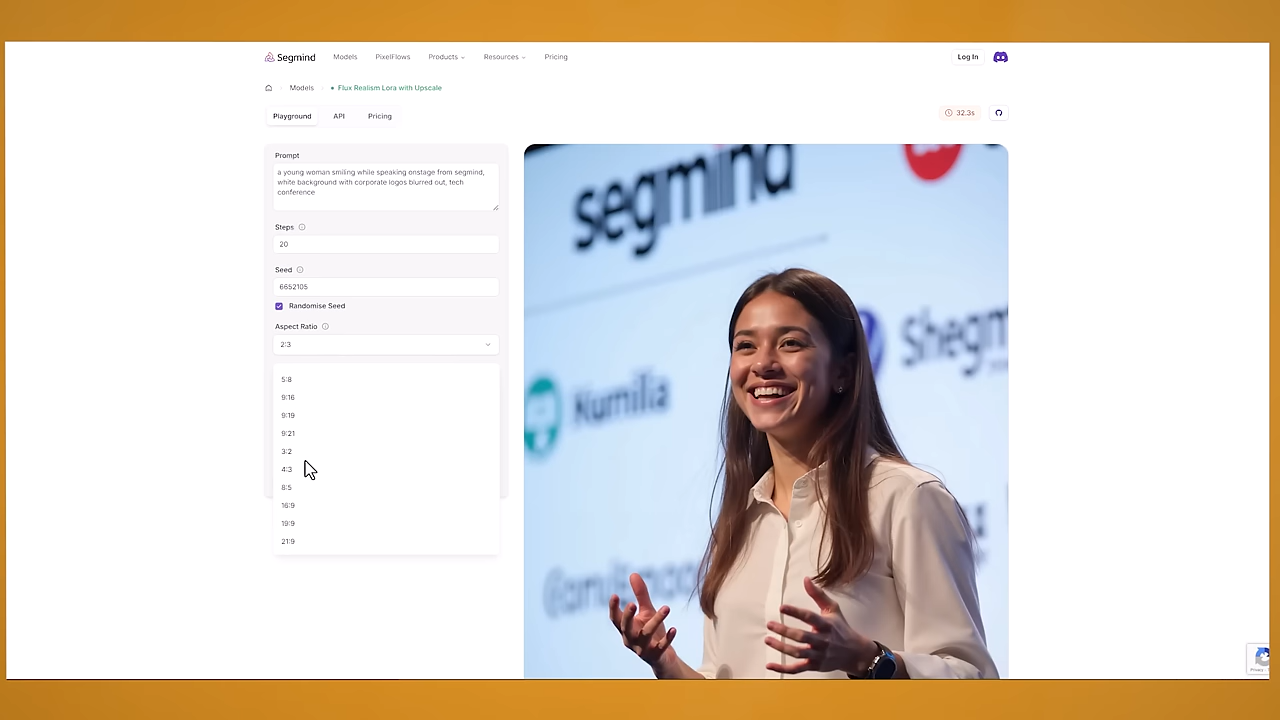 Segmind
Models
PixelFlows
Products
Resources
Pricing
Log In
Models
Flux Realism Lora with Upscale
Playground
API
Pricing
32.3s
Prompt
a young woman smiling while speaking onstage from segmind,
white background with corporate logos blurred out, tech
conference
Steps
20
Seed
6652105
Randomise Seed
Aspect Ratio
2:3
5:8
9:16
9:19
9:21
3:2
4:3
8:5
16:9
19:9
21:9
segmind
Shegm
Kumilia
Privacy